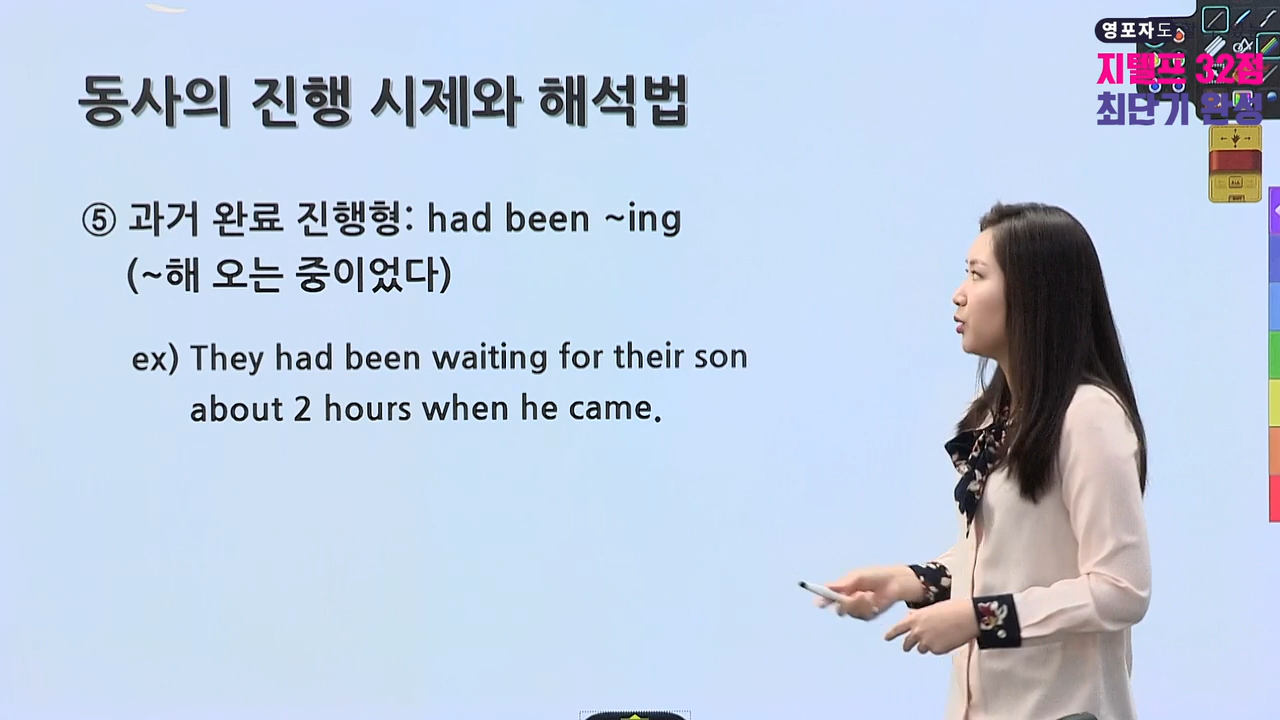 영포자도
지텔프 32점
최단기 완성
동사의 진행 시제와 해석법
⑤ 과거 완료 진행형: had been ~ing
(~해 오는 중이었다)
ex) They had been waiting for their son
about 2 hours when he came.